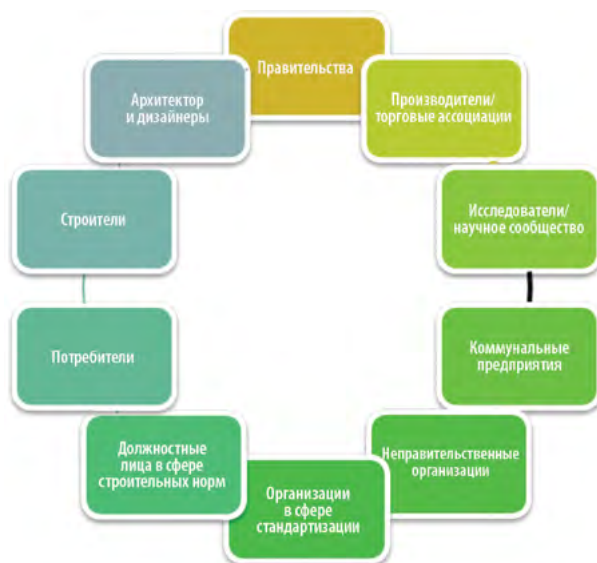 Правительства
Производители/
торговые ассоциации
Исследователи/
научное сообщество
Коммунальные
предприятия
Неправительственные
организации
Организации
в сфере
стандартизации
Должностные
лица в сфере
строительных норм
Потребители
Строители
Архитектор
и дизайнеры